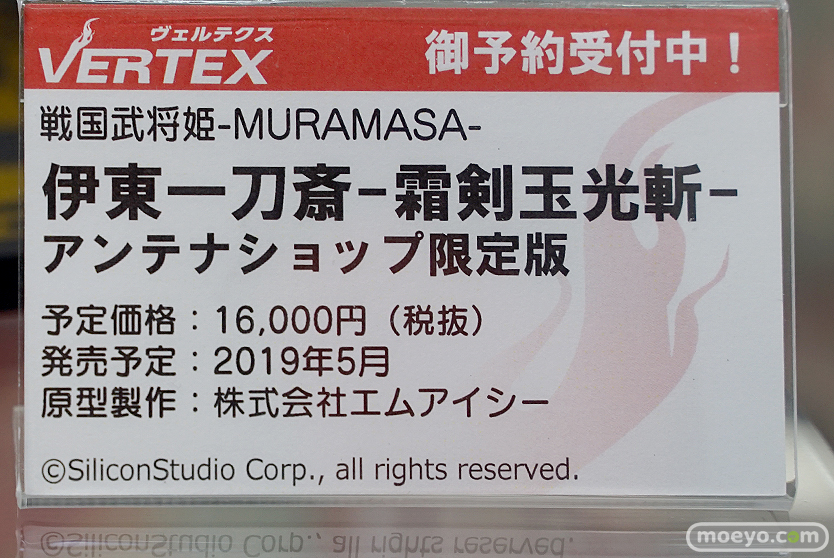 ヴェルテクス
VERTEX
御予約受付中！
戦国武将姫-MURAMASA-
伊東一刀斎-霜剣玉光斬-
アンテナショップ限定版
予定価格：16,000円（税抜）
発売予定：2019年5月
原型製作：株式会社エムアイシー
©SiliconStudio Corp., all rights reserved.
moeyo.com